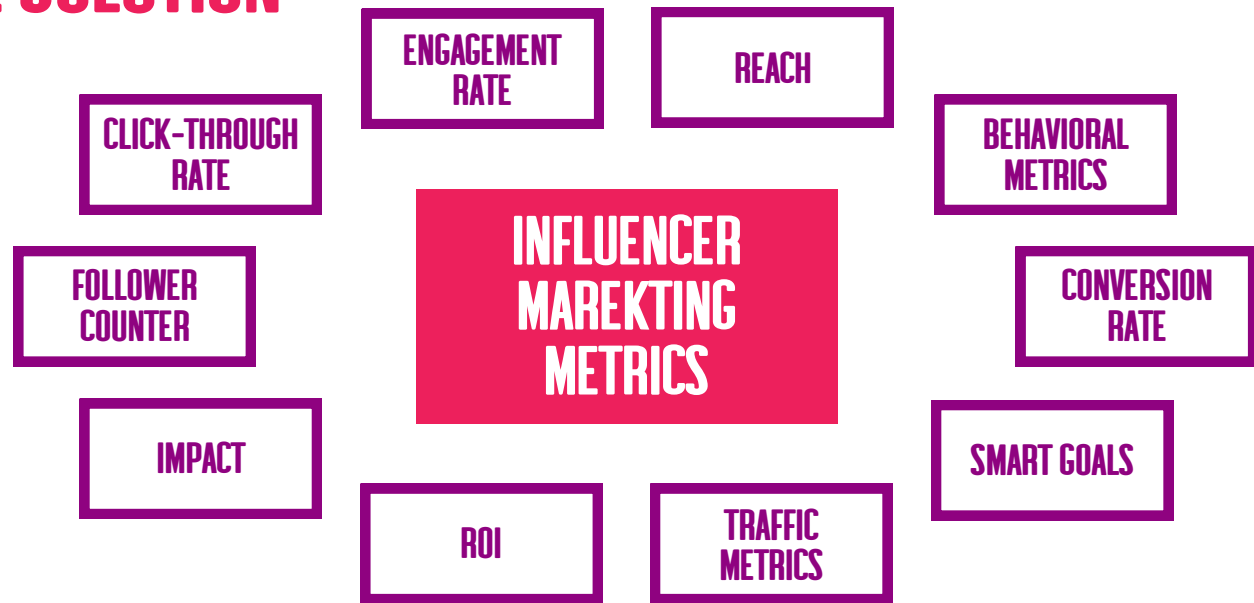 SOLUTION
ENGAGEMENT
RATE
REACH
CLICK-THROUGH
RATE
BEHAVIORAL
METRICS
INFLUENCER
MAREKTING
METRICS
FOLLOWER
COUNTER
CONVERSION
RATE
IMPACT
SMART GOALS
ROI
TRAFFIC
METRICS